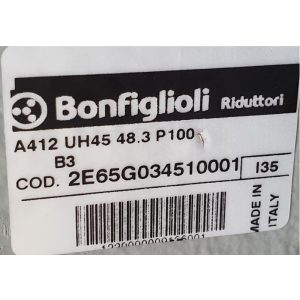 Bonfiglioli Riduttori
A412 UH45 48.3 P100
B3
COD. 2E65G034510001 I35
MADE IN
ITALY